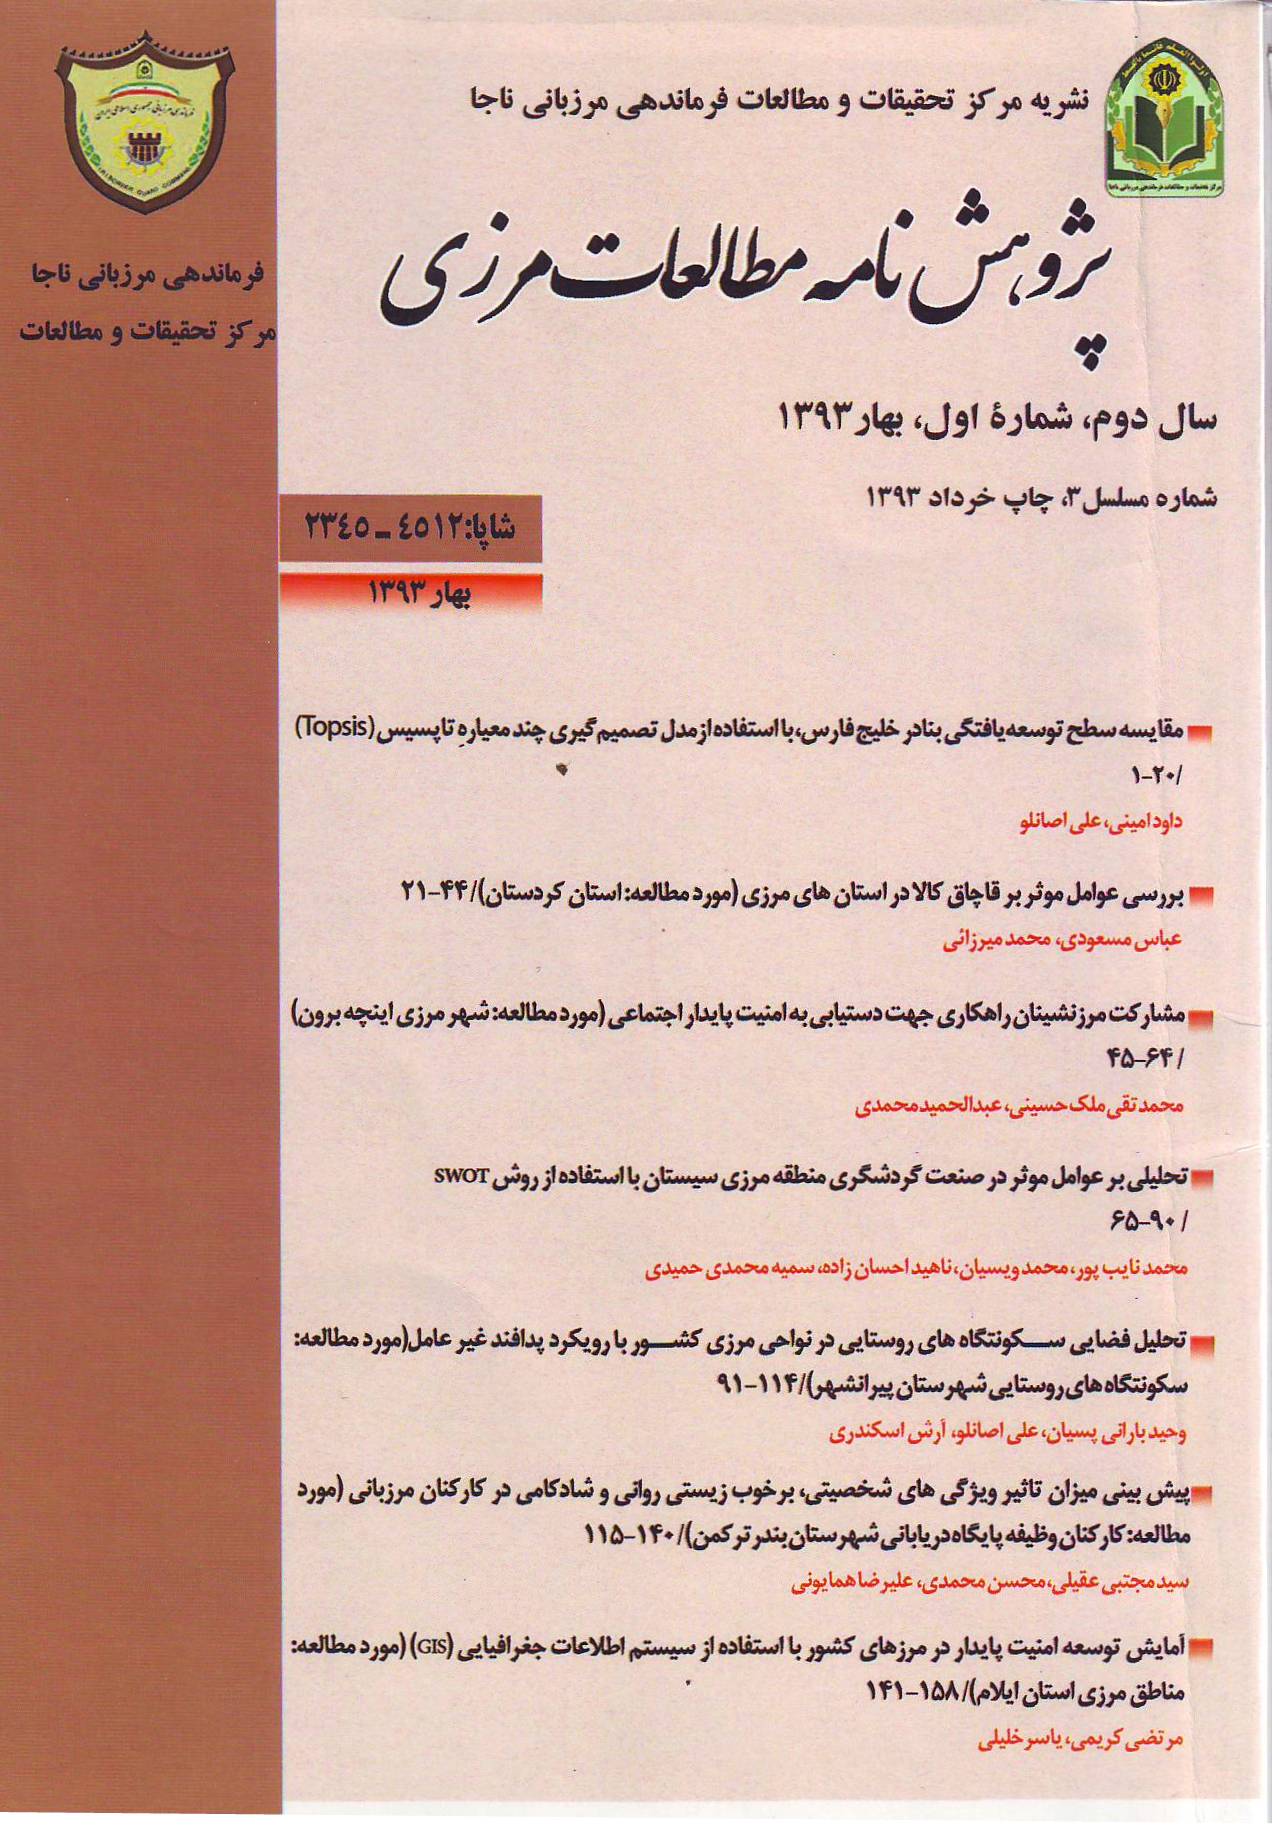 نشریه مرکز تحقیقات و مطالعات فرماندهی مرزبانی ناجا
مرکز تحقیقات و مطالعات فرماندهی مرزبانی ناجا
پژوهش نامه مطالعات مرزی
سال دوم، شمارهٔ اول، بهار ۱۳۹۳
شماره مسلسل ۳، چاپ خرداد ۱۳۹۳
فرماندهی مرزبانی ناجا
مرکز تحقیقات و مطالعات
شاپا: ۲۳٤٥ – ٤٥۱۲
بهار ۱۳۹۳
مقایسه سطح توسعه یافتگی بنادر خلیج فارس، با استفاده از مدل تصمیم گیری چند معیاره تاپسیس (Topsis)
/۱-۲۰
داود امینی، علی اصانلو
بررسی عوامل موثر بر قاچاق کالا در استان های مرزی (مورد مطالعه: استان کردستان)/۲۱-۴۴
عباس مسعودی، محمد میرزائی
مشارکت مرزنشینان راهکاری جهت دستیابی به امنیت پایدار اجتماعی (مورد مطالعه: شهر مرزی اینچه برون)
/۴۵-۶۴
محمد تقی ملک حسینی، عبدالحمید محمدی
تحلیلی بر عوامل موثر در صنعت گردشگری منطقه مرزی سیستان با استفاده از روش SWOT
/۶۵-۹۰
محمد نایب پور، محمد ویسیان، ناهید احسان زاده، سمیه محمدی حمیدی
تحلیل فضایی سکونتگاه های روستایی در نواحی مرزی کشور با رویکرد پدافند غیر عامل(مورد مطالعه:
سکونتگاه های روستایی شهرستان پیرانشهر)/۹۱-۱۱۴
وحید بارانی پسیان، علی اصانلو، آرش اسکندری
پیش بینی میزان تاثیر ویژگی های شخصیتی، برخوب زیستی روانی و شادکامی در کارکنان مرزبانی (مورد
مطالعه: کارکنان وظیفه پایگاه دریابانی شهرستان بندر ترکمن)/۱۱۵-۱۴۰
سید مجتبی عقیلی، محسن محمدی، علیرضا همایونی
آمایش توسعه امنیت پایدار در مرزهای کشور با استفاده از سیستم اطلاعات جغرافیایی (GIS) (مورد مطالعه:
مناطق مرزی استان ایلام)/۱۴۱-۱۵۸
مرتضی کریمی، یاسر خلیلی